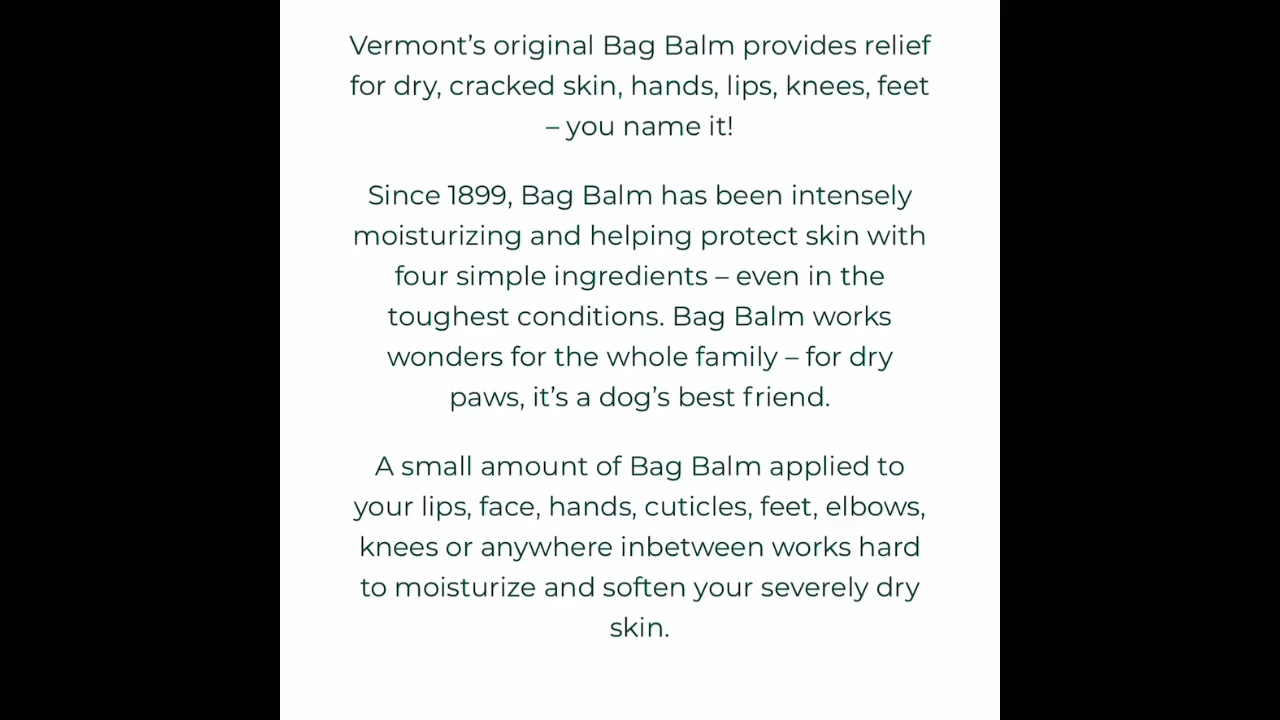 Vermont’s original Bag Balm provides relief
for dry, cracked skin, hands, lips, knees, feet
– you name it!
Since 1899, Bag Balm has been intensely
moisturizing and helping protect skin with
four simple ingredients – even in the
toughest conditions. Bag Balm works
wonders for the whole family – for dry
paws, it’s a dog’s best friend.
A small amount of Bag Balm applied to
your lips, face, hands, cuticles, feet, elbows,
knees or anywhere inbetween works hard
to moisturize and soften your severely dry
skin.